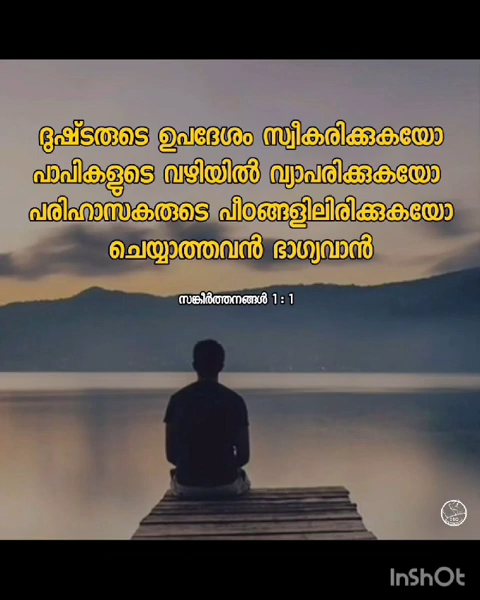 ദുഷ്ടരുടെ ഉപദേശം സ്വീകരിക്കുകയോ
പാപികളുടെ വഴിയിൽ വ്യാപരിക്കുകയോ
പരിഹാസകരുടെ പീഠങ്ങളിലിരിക്കുകയോ
ചെയ്യാത്തവൻ ഭാഗ്യവാൻ
സങ്കീർത്തനങ്ങൾ 1 : 1
InShOt